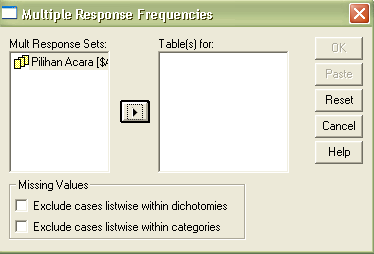 Multiple Response Frequencies
Mult Response Sets:
Pilihan Acara [$A
Table(s) for:
OK
Paste
Reset
Cancel
Help
Missing Values
Exclude cases listwise within dichotomies
Exclude cases listwise within categories